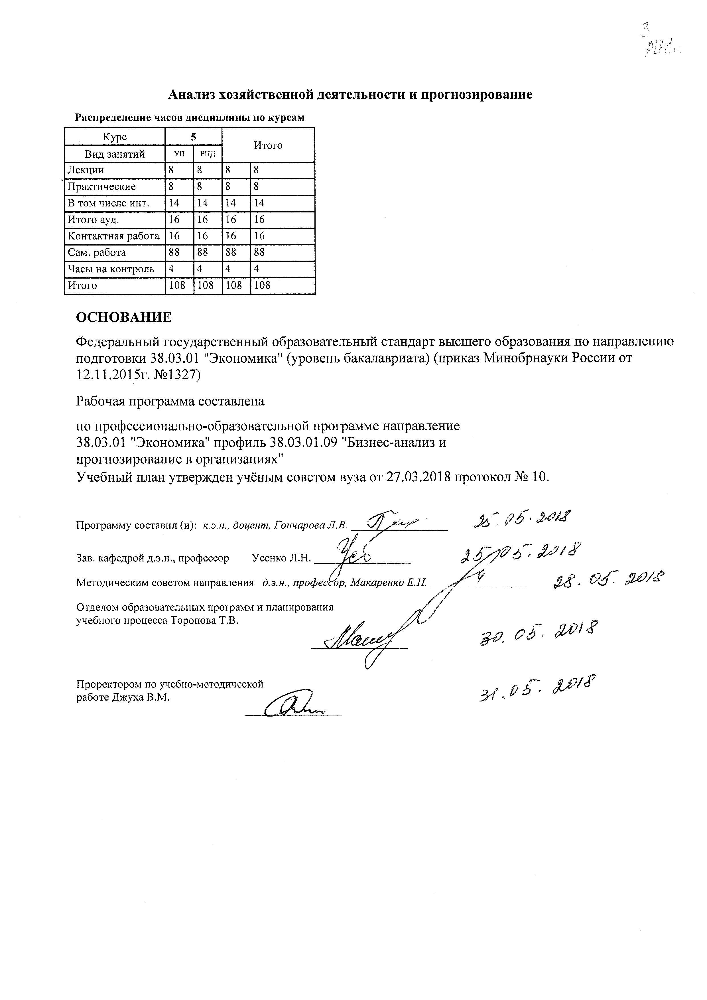 3
Анализ хозяйственной деятельности и прогнозирование
Распределение часов дисциплины по курсам
Курс 5 Итого
Вид занятий УП РПД
Лекции 8 8 8 8
Практические 8 8 8 8
В том числе инт. 14 14 14 14
Итого ауд. 16 16 16 16
Контактная работа 16 16 16 16
Сам. работа 88 88 88 88
Часы на контроль 4 4 4 4
Итого 108 108 108 108
ОСНОВАНИЕ
Федеральный государственный образовательный стандарт высшего образования по направлению
подготовки 38.03.01 "Экономика" (уровень бакалавриата) (приказ Минобрнауки России от
12.11.2015г. №1327)
Рабочая программа составлена
по профессионально-образовательной программе направление
38.03.01 "Экономика" профиль 38.03.01.09 "Бизнес-анализ и
прогнозирование в организациях"
Учебный план утвержден учёным советом вуза от 27.03.2018 протокол № 10.
Программу составил (и): к.э.н., доцент, Гончарова Л.В. 25.05.2018
Зав. кафедрой д.э.н., профессор Усенко Л.Н. 25.05.2018
Методическим советом направления д.э.н., профессор, Макаренко Е.Н. 28.05.2018
Отделом образовательных программ и планирования
учебного процесса Торопова Т.В.
30.05.2018
Проректором по учебно-методической
работе Джуха В.М.
31.05.2018